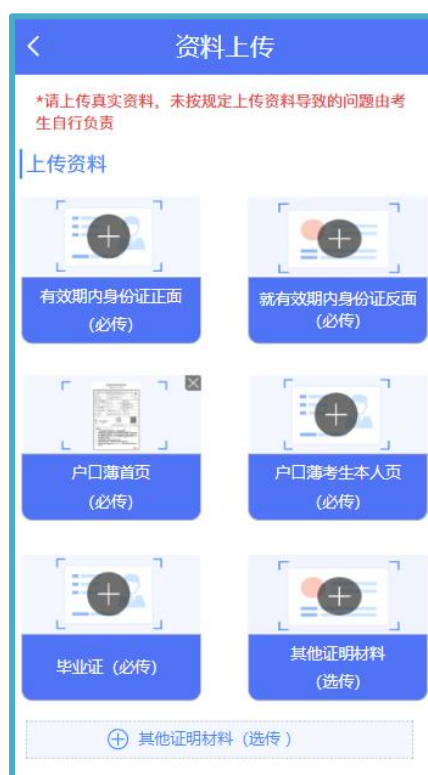 资料上传
*请上传真实资料，未按规定上传资料导致的问题由考
生自行负责
上传资料
有效期内身份证正面
(必传)
就有效期内身份证反面
(必传)
户口薄首页
(必传)
户口薄考生本人页
(必传)
毕业证（必传）
其他证明材料
(选传)
其他证明材料（选传）